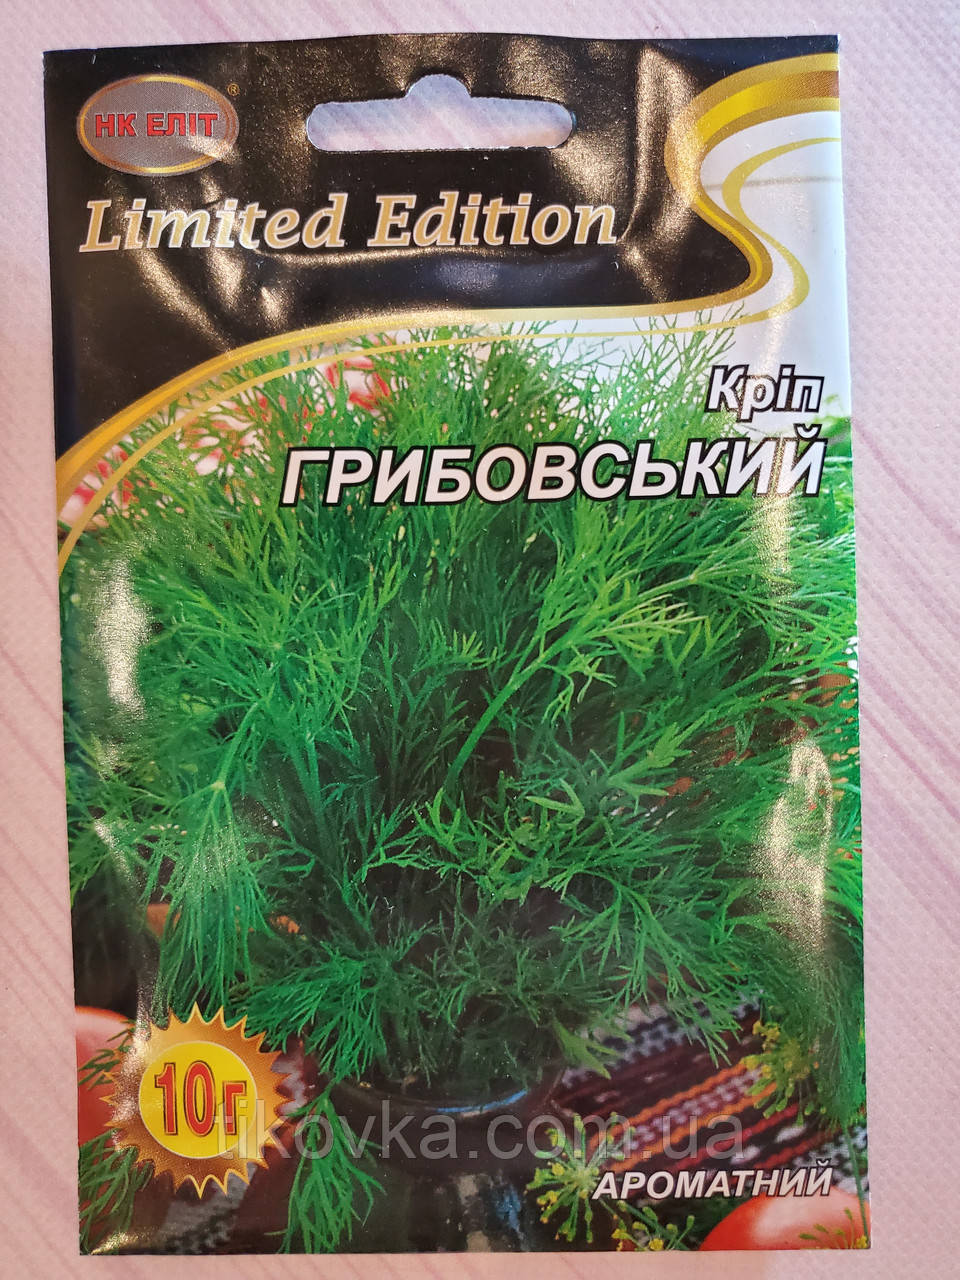 НК ЕЛІТ ®
Limited Edition
Кріп
ГРИБОВСЬКИЙ
10г
tikovka.com.ua
АРОМАТНИЙ